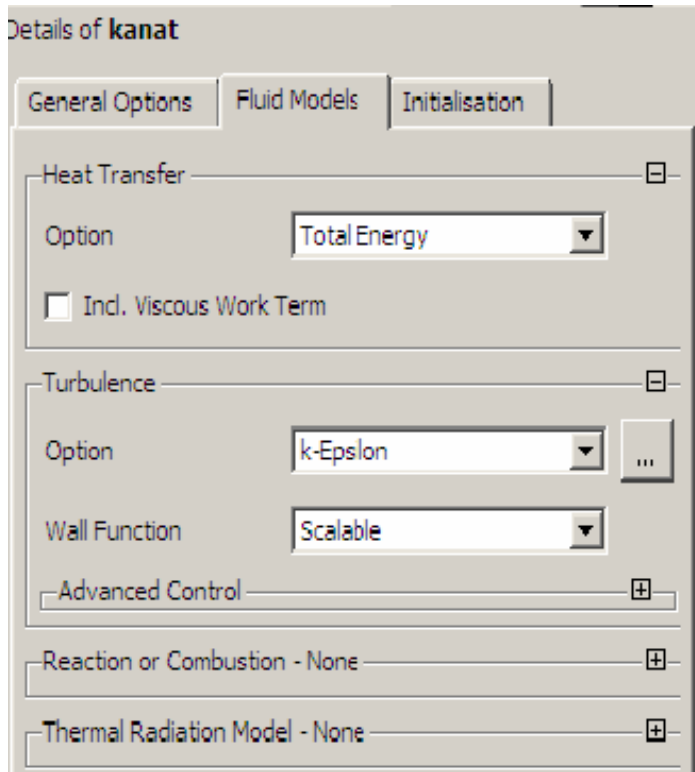 Details of kanat
General Options Fluid Models Initialisation
Heat Transfer
Option Total Energy
Incl. Viscous Work Term
Turbulence
Option k-Epslon ...
Wall Function Scalable
Advanced Control
Reaction or Combustion - None
Thermal Radiation Model - None